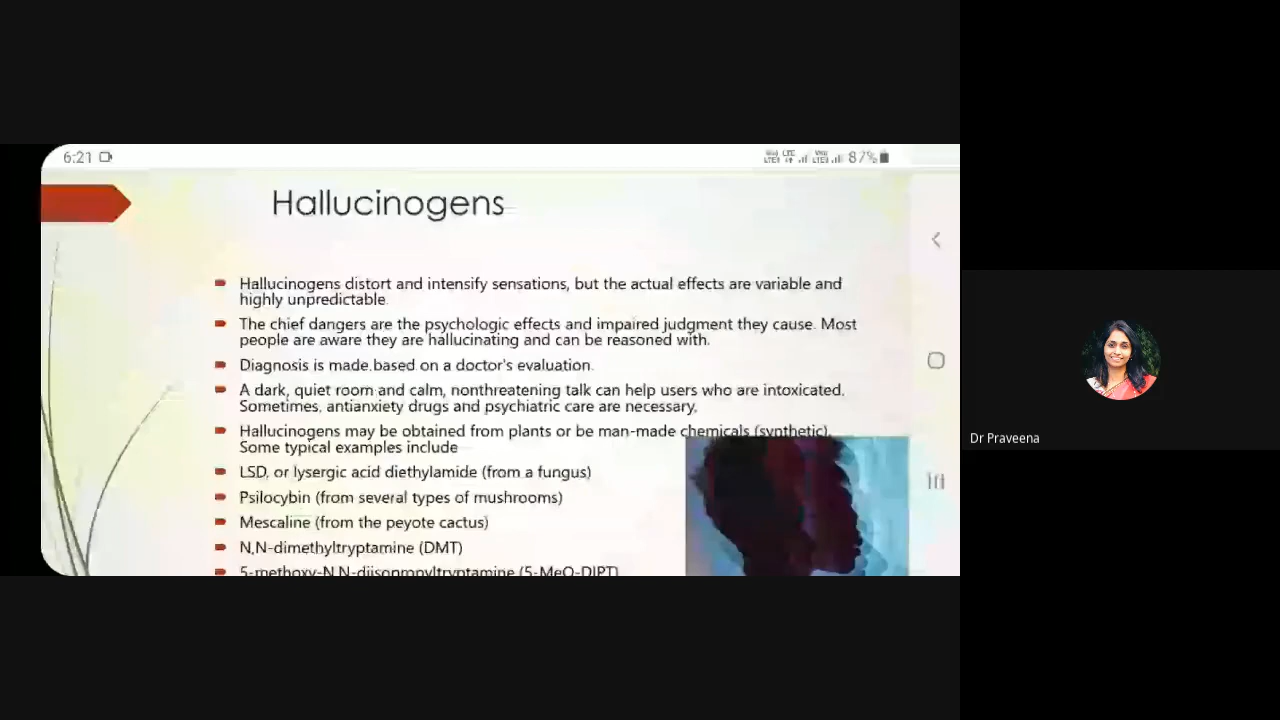 6:21
87%
Hallucinogens
Hallucinogens distort and intensify sensations, but the actual effects are variable and
highly unpredictable.
The chief dangers are the psychologic effects and impaired judgment they cause. Most
people are aware they are hallucinating and can be reasoned with.
Diagnosis is made based on a doctor's evaluation.
A dark, quiet room and calm, nonthreatening talk can help users who are intoxicated.
Sometimes, antianxiety drugs and psychiatric care are necessary.
Hallucinogens may be obtained from plants or be man-made chemicals (synthetic).
Some typical examples include
LSD, or lysergic acid diethylamide (from a fungus)
Psilocybin (from several types of mushrooms)
Mescaline (from the peyote cactus)
N,N-dimethyltryptamine (DMT)
5-methoxy-N,N-diisopropyltryptamine (5-MeO-DIPT)
Dr Praveena